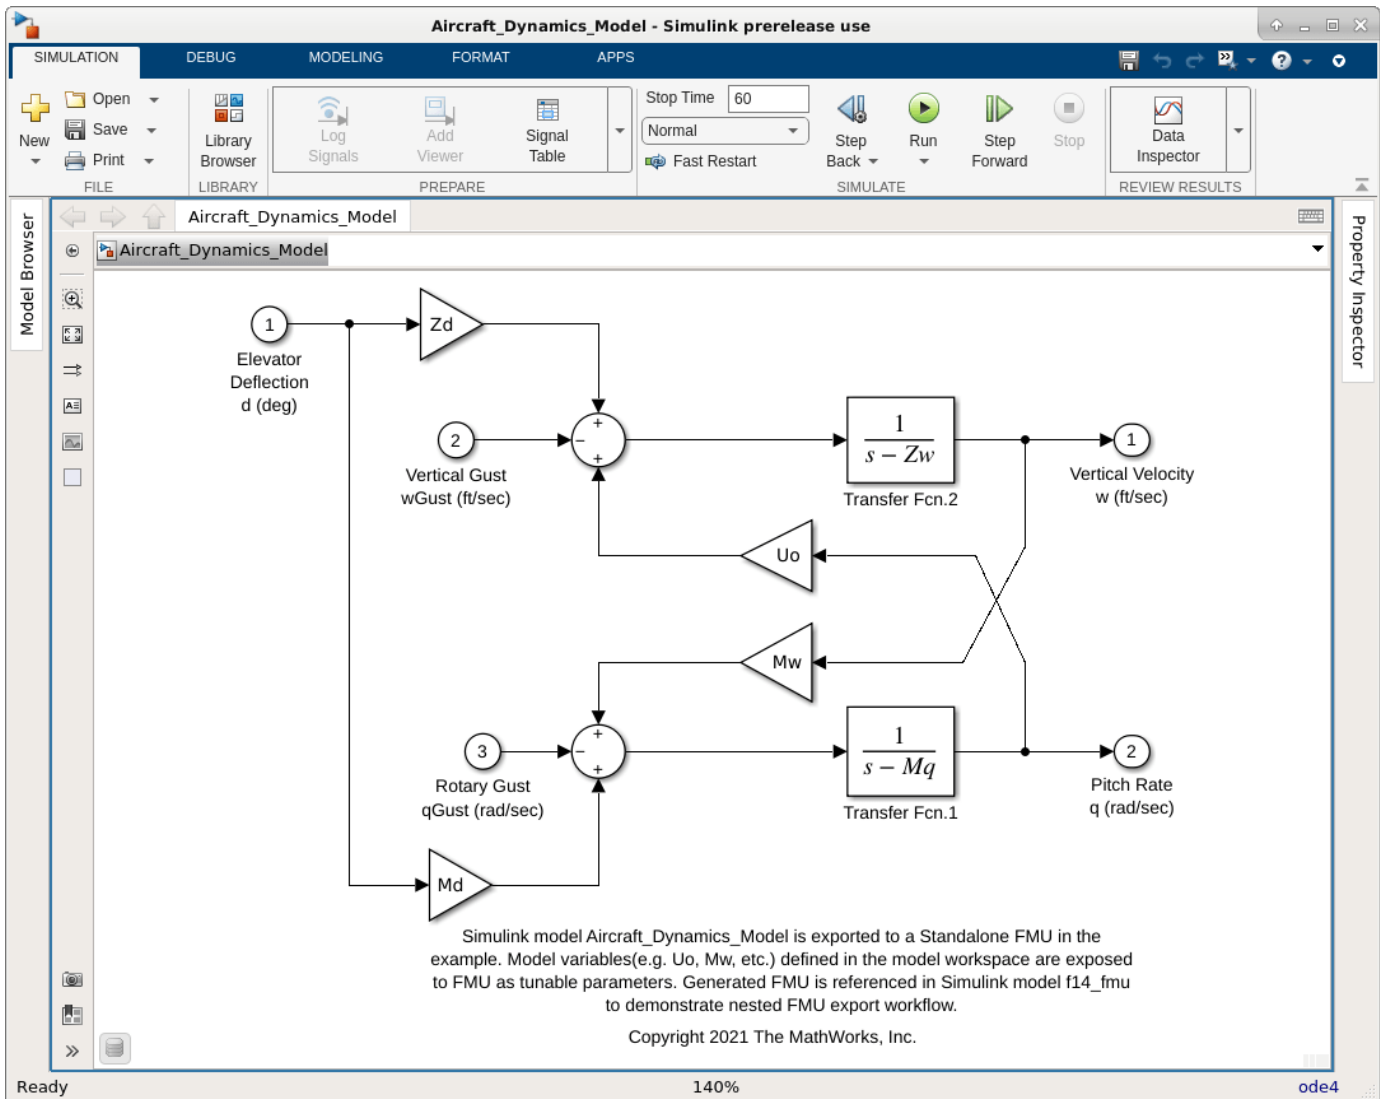 Aircraft_Dynamics_Model - Simulink prerelease use
SIMULATION DEBUG MODELING FORMAT APPS
New
Open
Save
Print
FILE
Library
Browser
LIBRARY
Log
Signals
Add
Viewer
Signal
Table
PREPARE
Stop Time 60
Normal
Fast Restart
Step
Back
Run
Step
Forward
Stop
SIMULATE
Data
Inspector
REVIEW RESULTS
Model Browser
Aircraft_Dynamics_Model
Aircraft_Dynamics_Model
Property Inspector
1
Elevator
Deflection
d (deg)
Zd
2
Vertical Gust
wGust (ft/sec)
+
−
+
1
s − Zw
Transfer Fcn.2
1
Vertical Velocity
w (ft/sec)
Uo
Mw
3
Rotary Gust
qGust (rad/sec)
+
−
+
1
s − Mq
Transfer Fcn.1
2
Pitch Rate
q (rad/sec)
Md
Simulink model Aircraft_Dynamics_Model is exported to a Standalone FMU in the
example. Model variables(e.g. Uo, Mw, etc.) defined in the model workspace are exposed
to FMU as tunable parameters. Generated FMU is referenced in Simulink model f14_fmu
to demonstrate nested FMU export workflow.
Copyright 2021 The MathWorks, Inc.
Ready 140% ode4